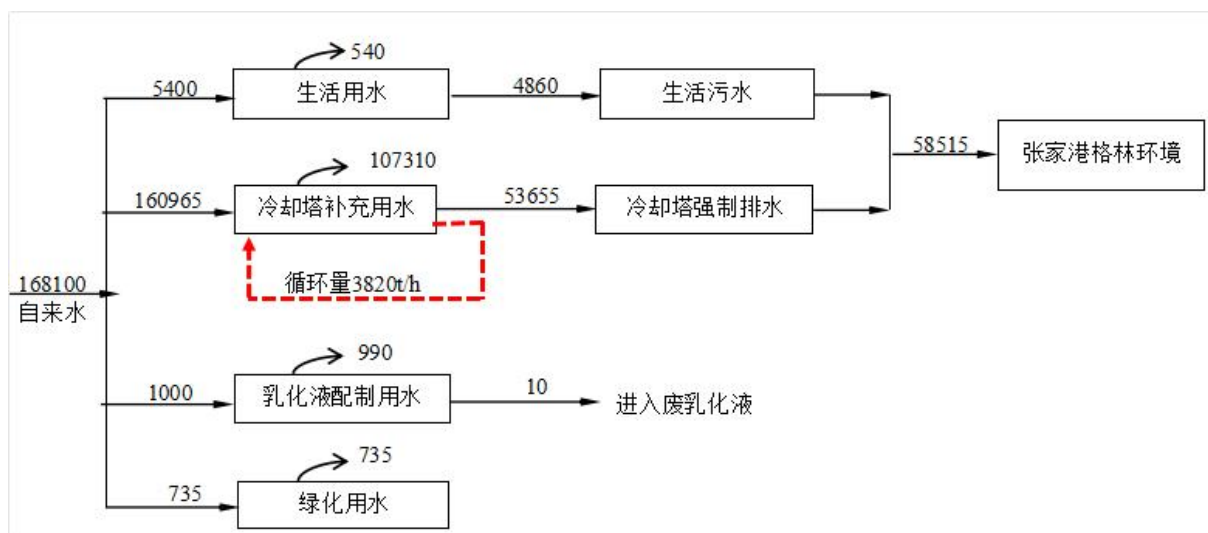 540
5400
生活用水
4860
生活污水
58515
张家港格林环境
107310
160965
冷却塔补充用水
53655
冷却塔强制排水
循环量3820t/h
168100
自来水
990
1000
乳化液配制用水
10
进入废乳化液
735
735
绿化用水